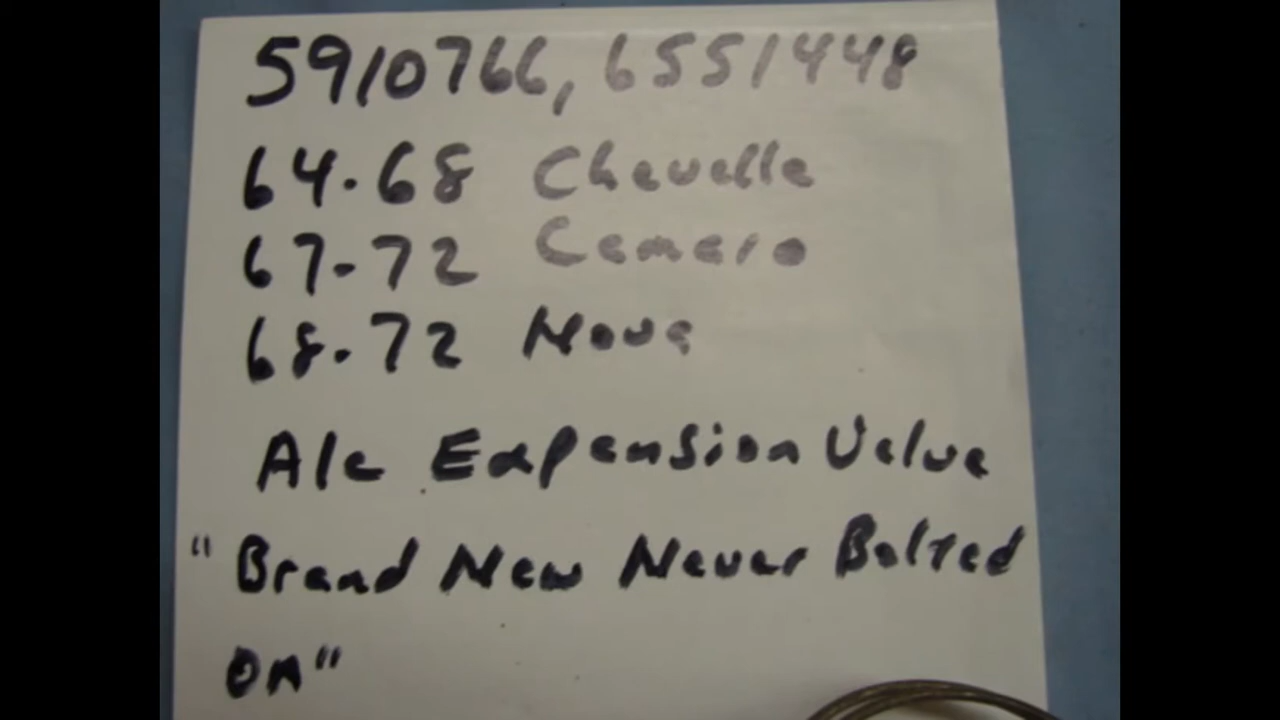 5910766, 6551448
64-68 Chevelle
67-72 Camaro
68-72 Nova
A/c Expansion Valve
"Brand New Never Bolted
on"